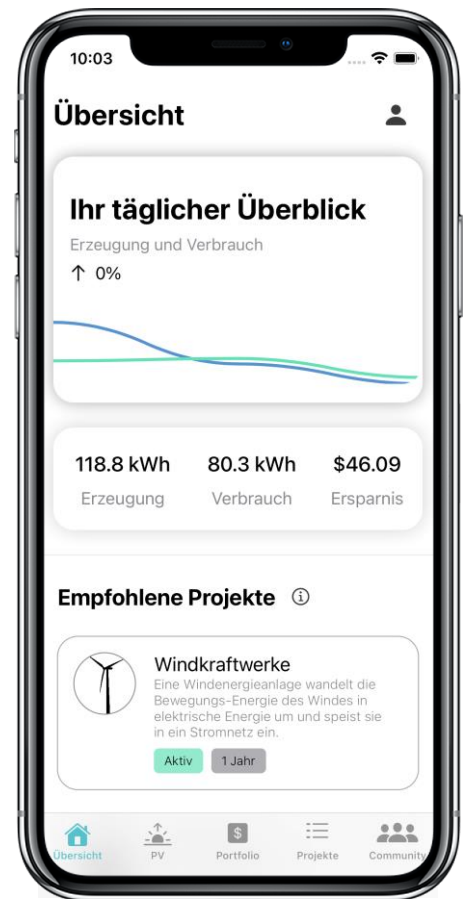 10:03
Übersicht
Ihr täglicher Überblick
Erzeugung und Verbrauch
↑ 0%
118.8 kWh 80.3 kWh $46.09
Erzeugung Verbrauch Ersparnis
Empfohlene Projekte
Windkraftwerke
Eine Windenergieanlage wandelt die
Bewegungs-Energie des Windes in
elektrische Energie um und speist sie
in ein Stromnetz ein.
Aktiv 1 Jahr
Übersicht PV Portfolio Projekte Community